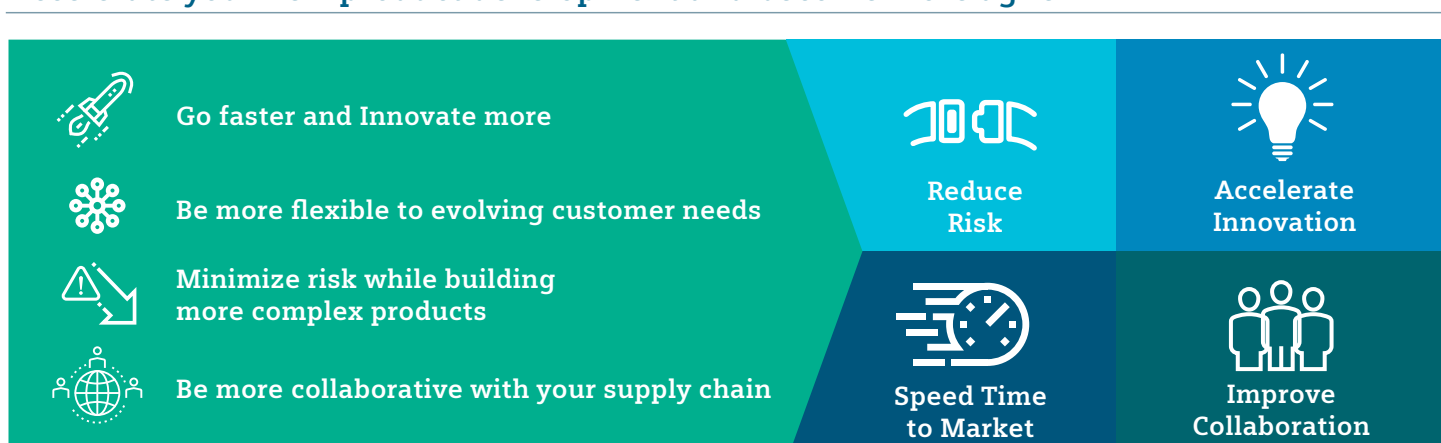 Go faster and Innovate more
Be more flexible to evolving customer needs
Minimize risk while building
more complex products
Be more collaborative with your supply chain
Reduce
Risk
Accelerate
Innovation
Speed Time
to Market
Improve
Collaboration